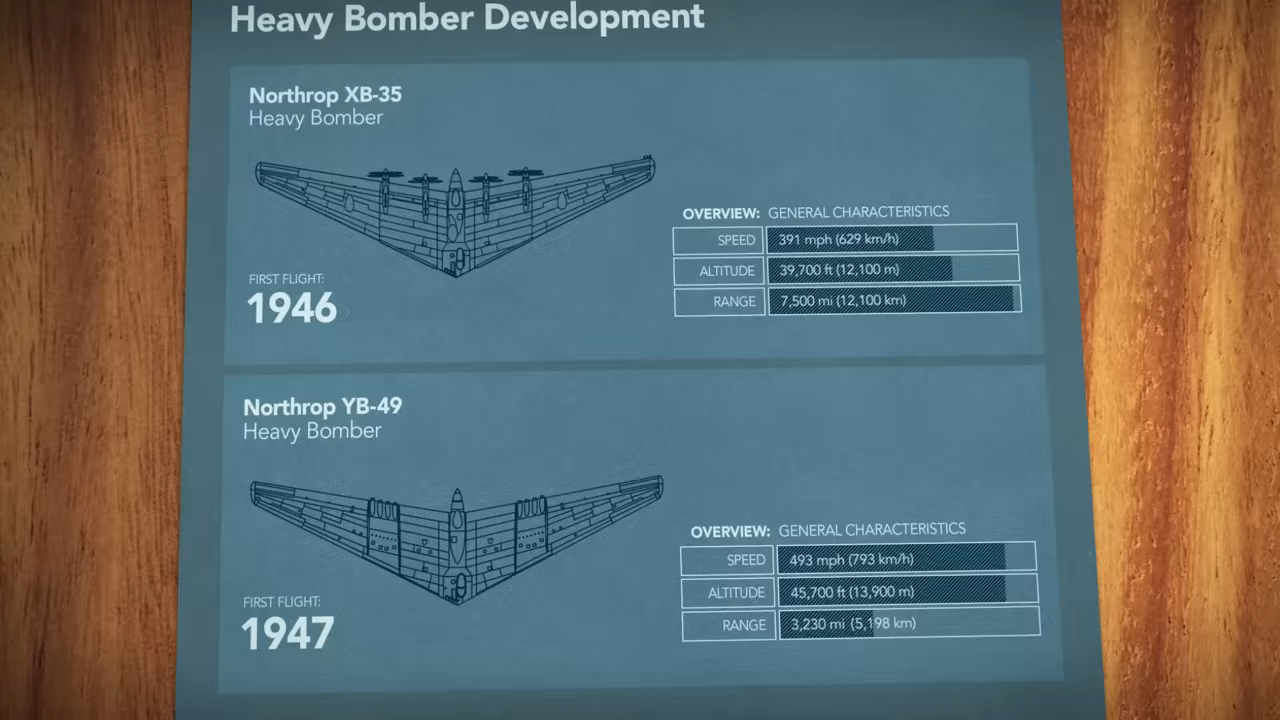 Heavy Bomber Development
Northrop XB-35
Heavy Bomber
FIRST FLIGHT:
1946
OVERVIEW: GENERAL CHARACTERISTICS
SPEED 391 mph (629 km/h)
ALTITUDE 39,700 ft (12,100 m)
RANGE 7,500 mi (12,100 km)
Northrop YB-49
Heavy Bomber
FIRST FLIGHT:
1947
OVERVIEW: GENERAL CHARACTERISTICS
SPEED 493 mph (793 km/h)
ALTITUDE 45,700 ft (13,900 m)
RANGE 3,230 mi (5,198 km)